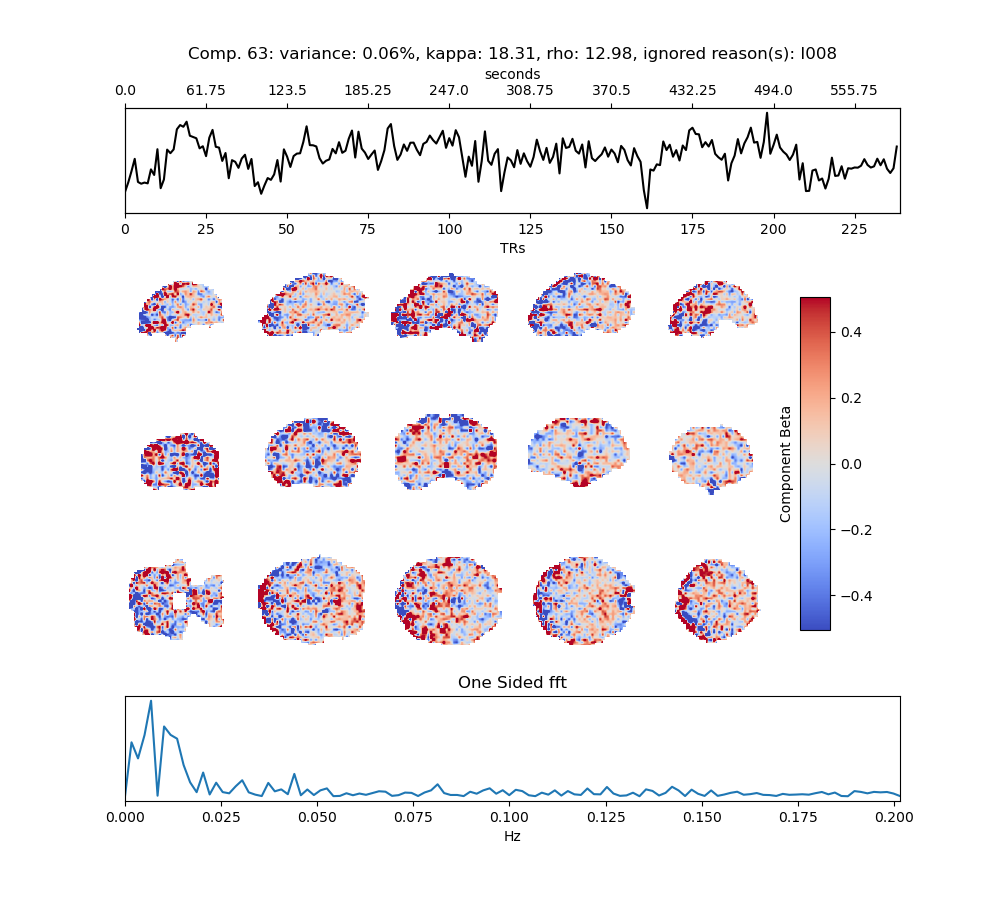 Comp. 63: variance: 0.06%, kappa: 18.31, rho: 12.98, ignored reason(s): I008
seconds
0.0 61.75 123.5 185.25 247.0 308.75 370.5 432.25 494.0 555.75
0 25 50 75 100 125 150 175 200 225
TRs
0.4
0.2
0.0
−0.2
−0.4
Component Beta
One Sided fft
0.000 0.025 0.050 0.075 0.100 0.125 0.150 0.175 0.200
Hz